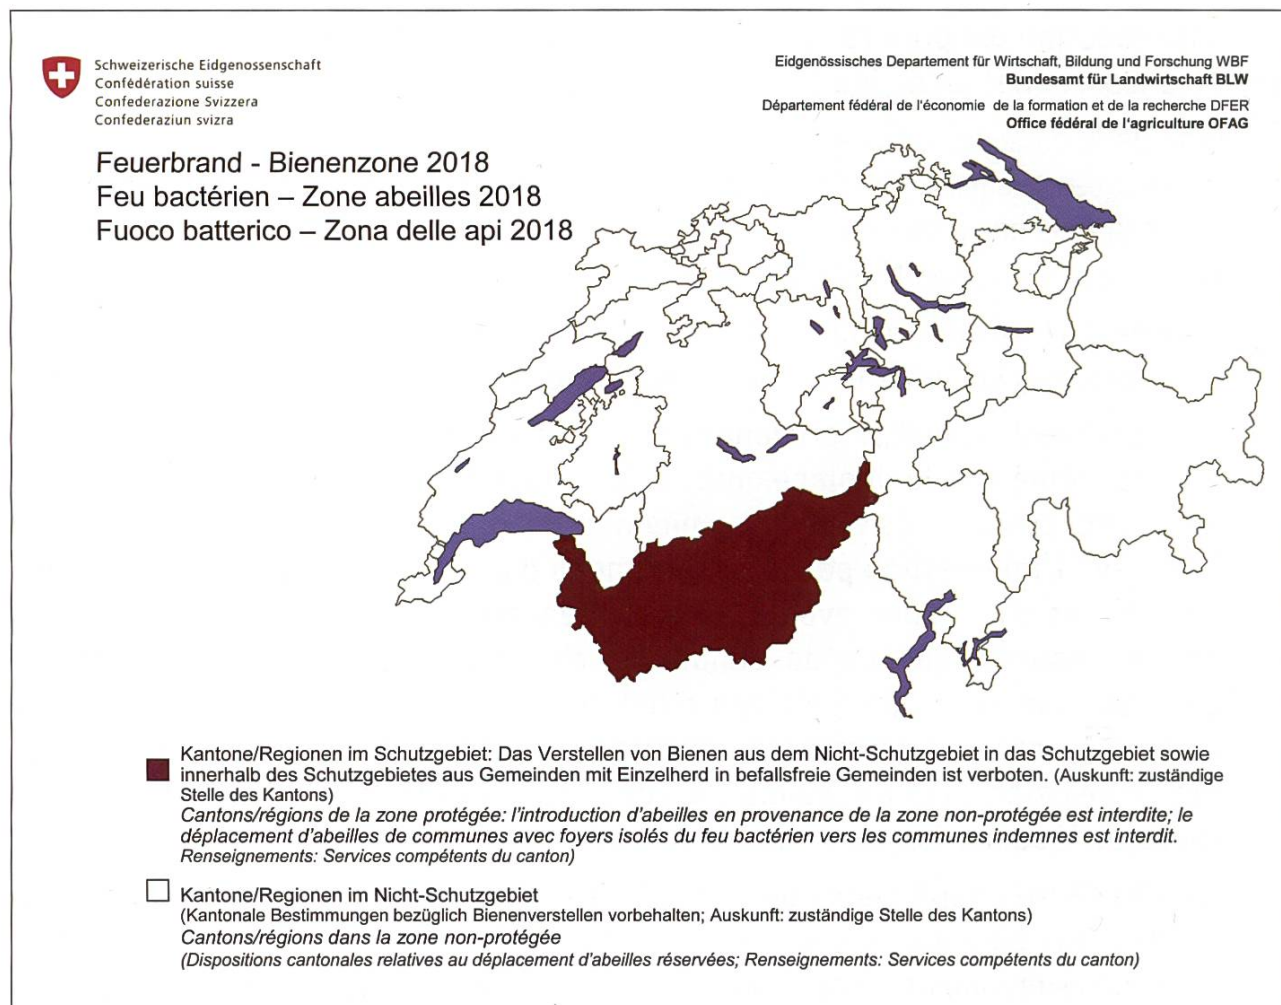 Schweizerische Eidgenossenschaft
Confédération suisse
Confederazione Svizzera
Confederaziun svizra
Eidgenössisches Departement für Wirtschaft, Bildung und Forschung WBF
Bundesamt für Landwirtschaft BLW
Département fédéral de l'économie de la formation et de la recherche DFER
Office fédéral de l'agriculture OFAG
Feuerbrand - Bienenzone 2018
Feu bactérien – Zone abeilles 2018
Fuoco batterico – Zona delle api 2018
Kantone/Regionen im Schutzgebiet: Das Verstellen von Bienen aus dem Nicht-Schutzgebiet in das Schutzgebiet sowie
innerhalb des Schutzgebietes aus Gemeinden mit Einzelherd in befallsfreie Gemeinden ist verboten. (Auskunft: zuständige
Stelle des Kantons)
Cantons/régions de la zone protégée: l'introduction d'abeilles en provenance de la zone non-protégée est interdite; le
déplacement d'abeilles de communes avec foyers isolés du feu bactérien vers les communes indemnes est interdit.
Renseignements: Services compétents du canton)
Kantone/Regionen im Nicht-Schutzgebiet
(Kantonale Bestimmungen bezüglich Bienenverstellen vorbehalten; Auskunft: zuständige Stelle des Kantons)
Cantons/régions dans la zone non-protégée
(Dispositions cantonales relatives au déplacement d'abeilles réservées; Renseignements: Services compétents du canton)